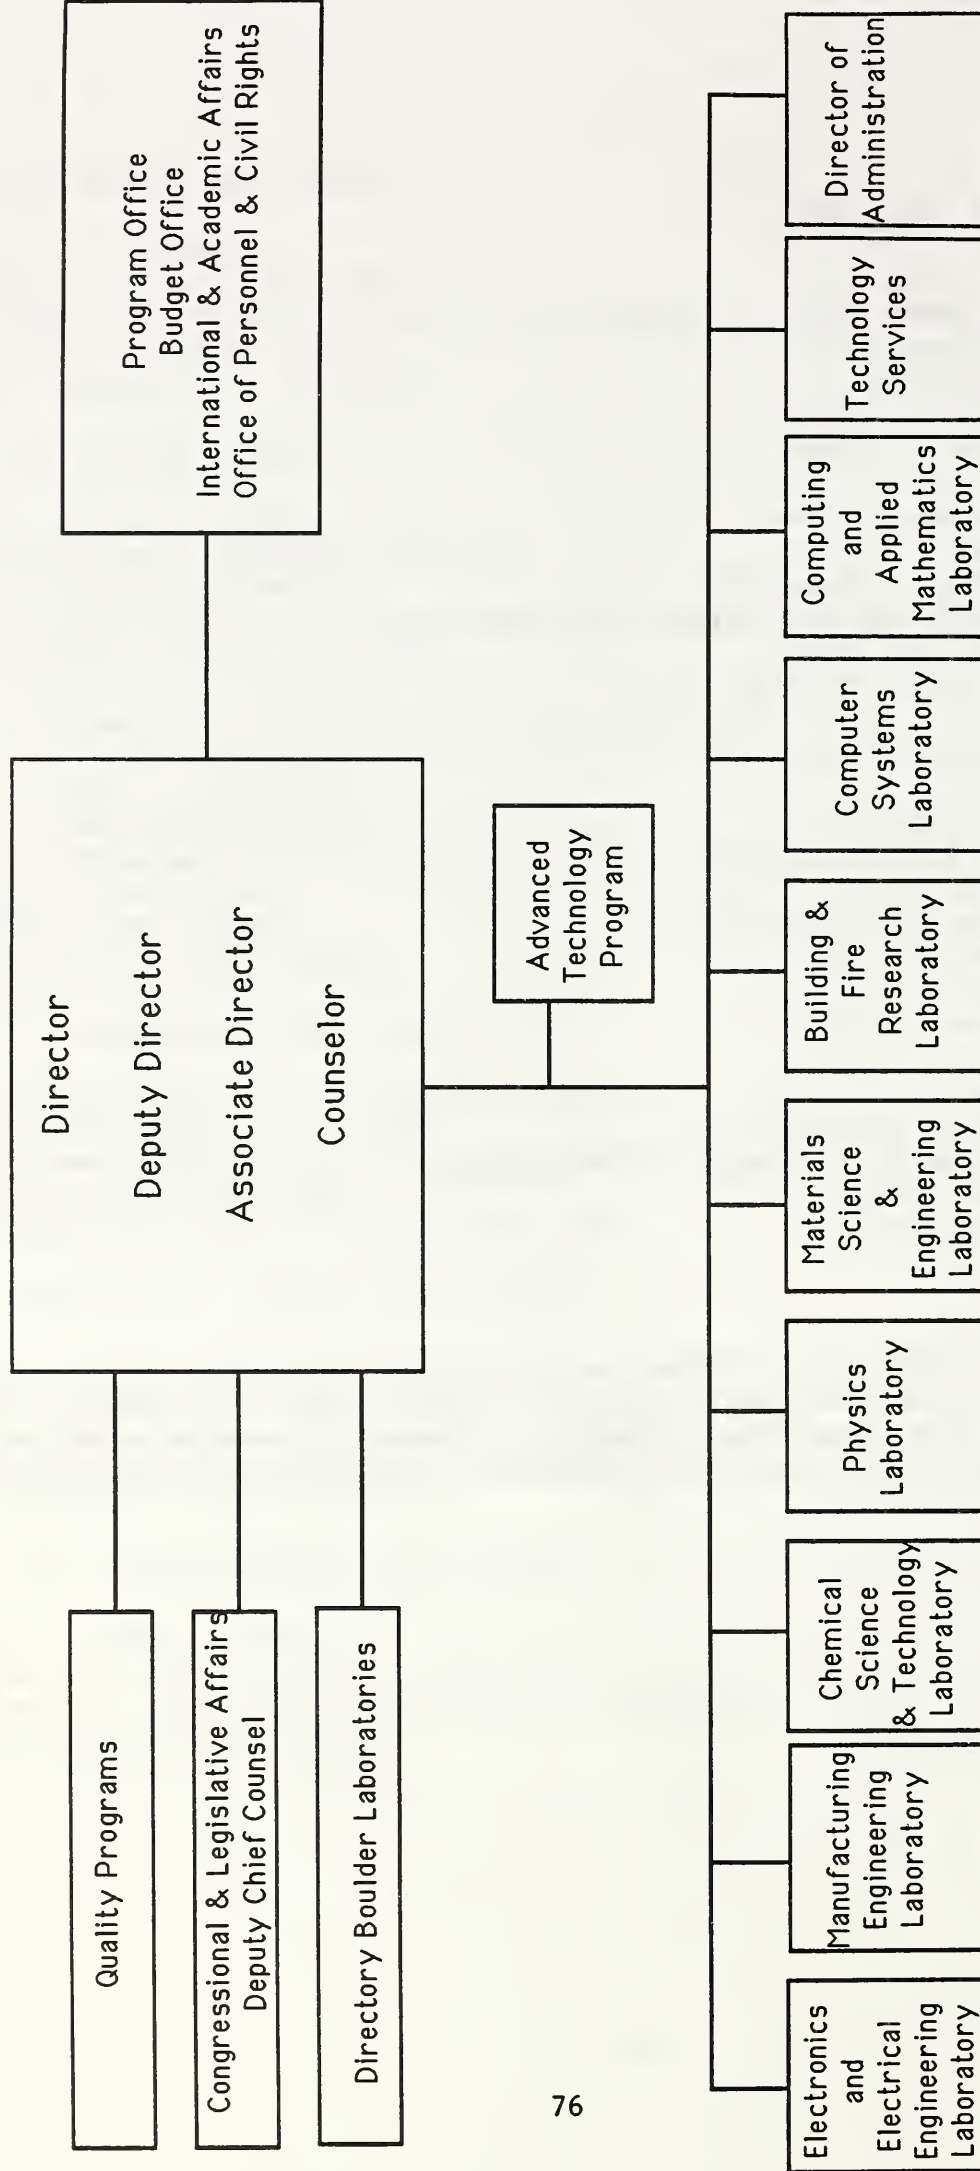 Director
Deputy Director
Associate Director
Counselor
Quality Programs
Congressional & Legislative Affairs
Deputy Chief Counsel
Directory Boulder Laboratories
Program Office
Budget Office
International & Academic Affairs
Office of Personnel & Civil Rights
Advanced
Technology
Program
Electronics
and
Electrical
Engineering
Laboratory
Manufacturing
Engineering
Laboratory
Chemical
Science
& Technology
Laboratory
Physics
Laboratory
Materials
Science
&
Engineering
Laboratory
Building &
Fire
Research
Laboratory
Computer
Systems
Laboratory
Computing
and
Applied
Mathematics
Laboratory
Technology
Services
Director of
Administration
76